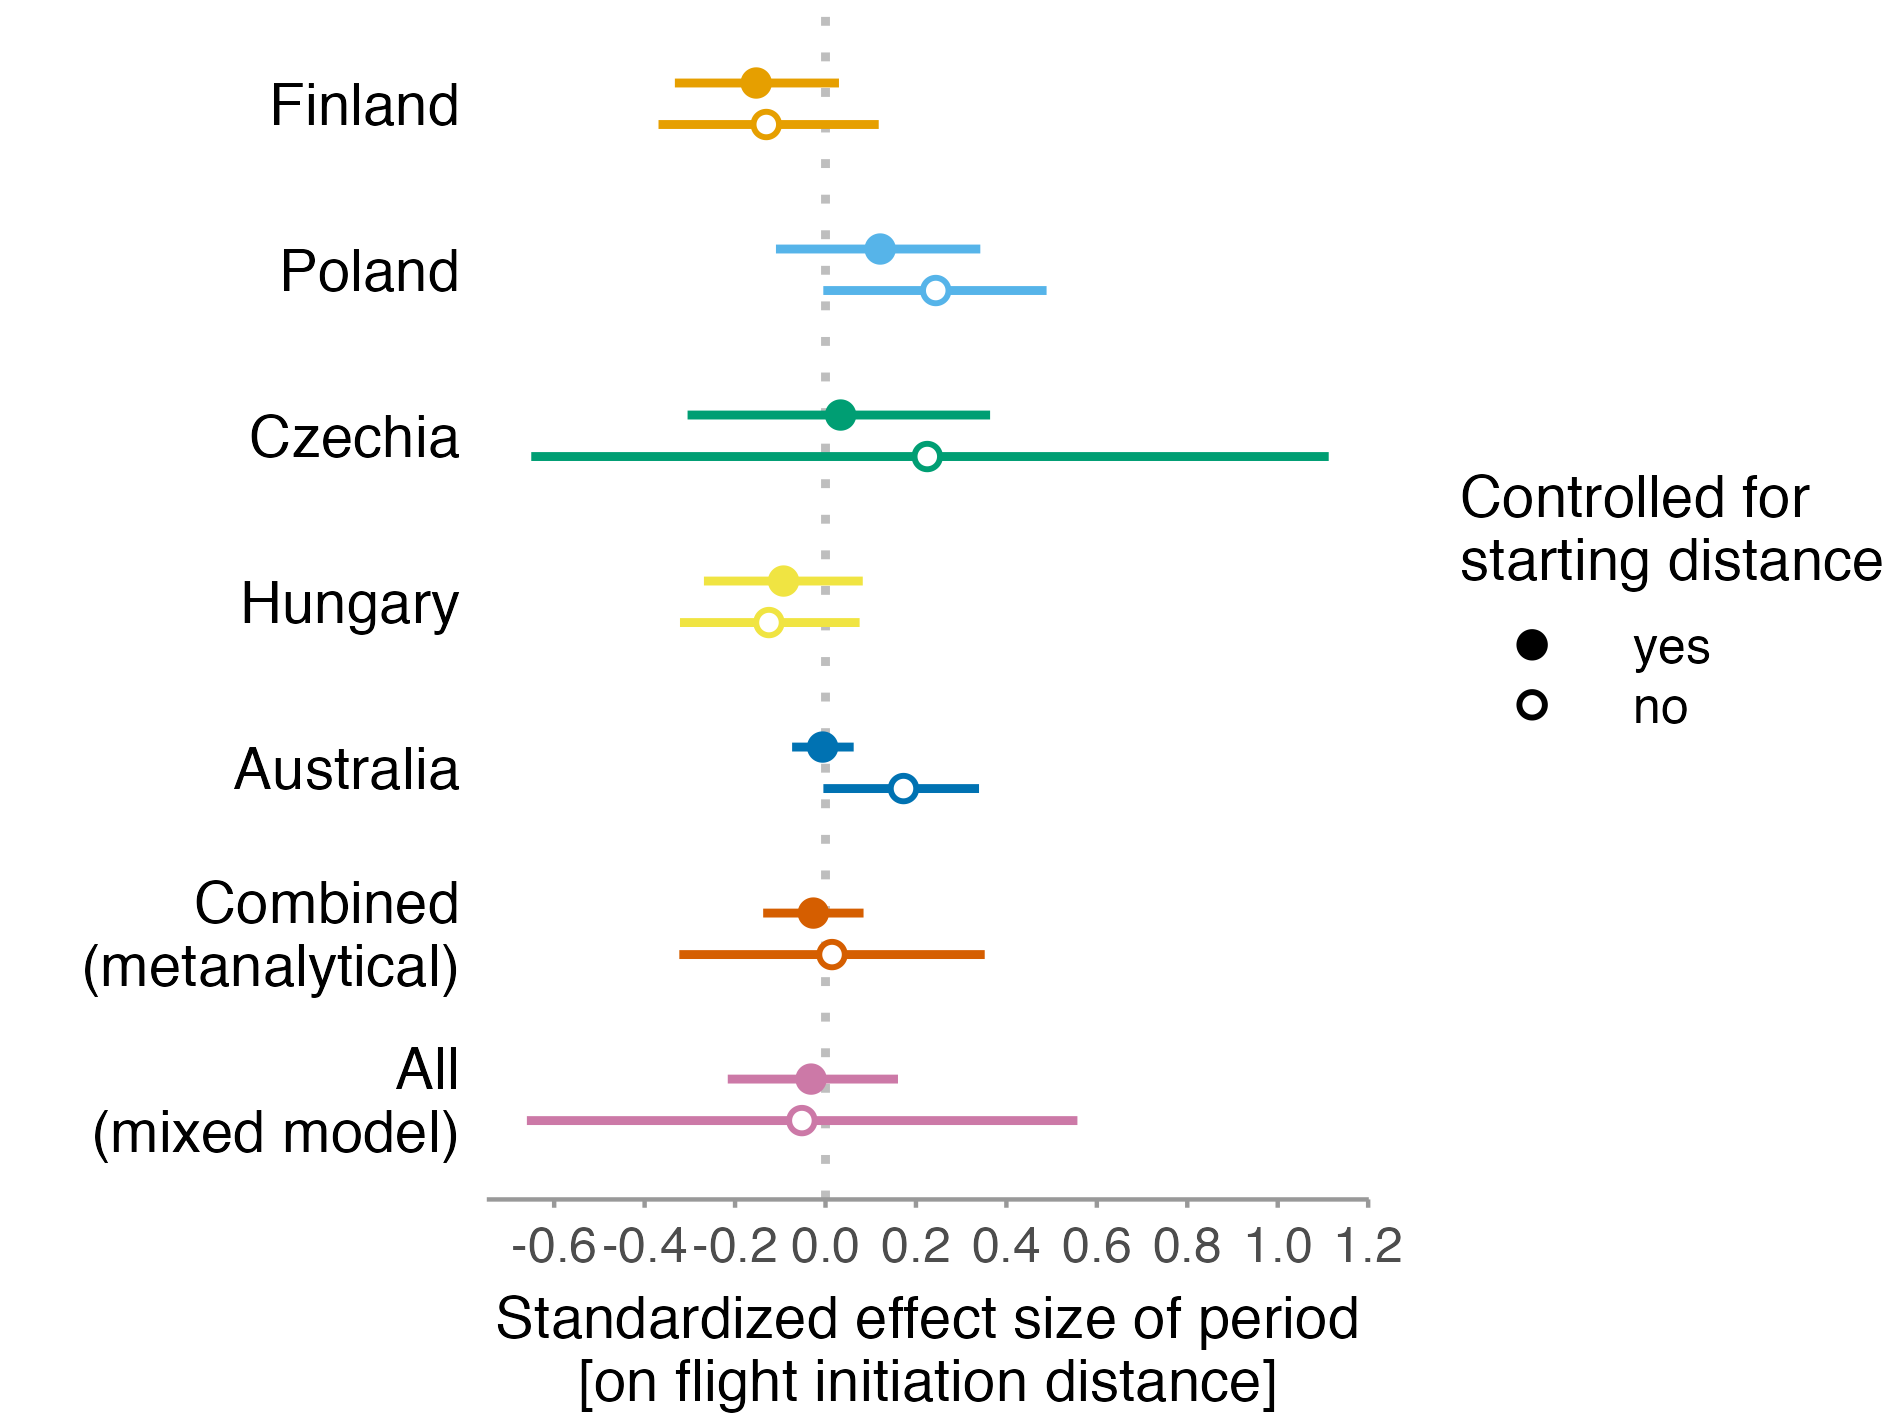 Finland
Poland
Czechia
Hungary
Australia
Combined
(metanalytical)
All
(mixed model)
Controlled for
starting distance
yes
no
-0.6 -0.4 -0.2 0.0 0.2 0.4 0.6 0.8 1.0 1.2
Standardized effect size of period
[on flight initiation distance]